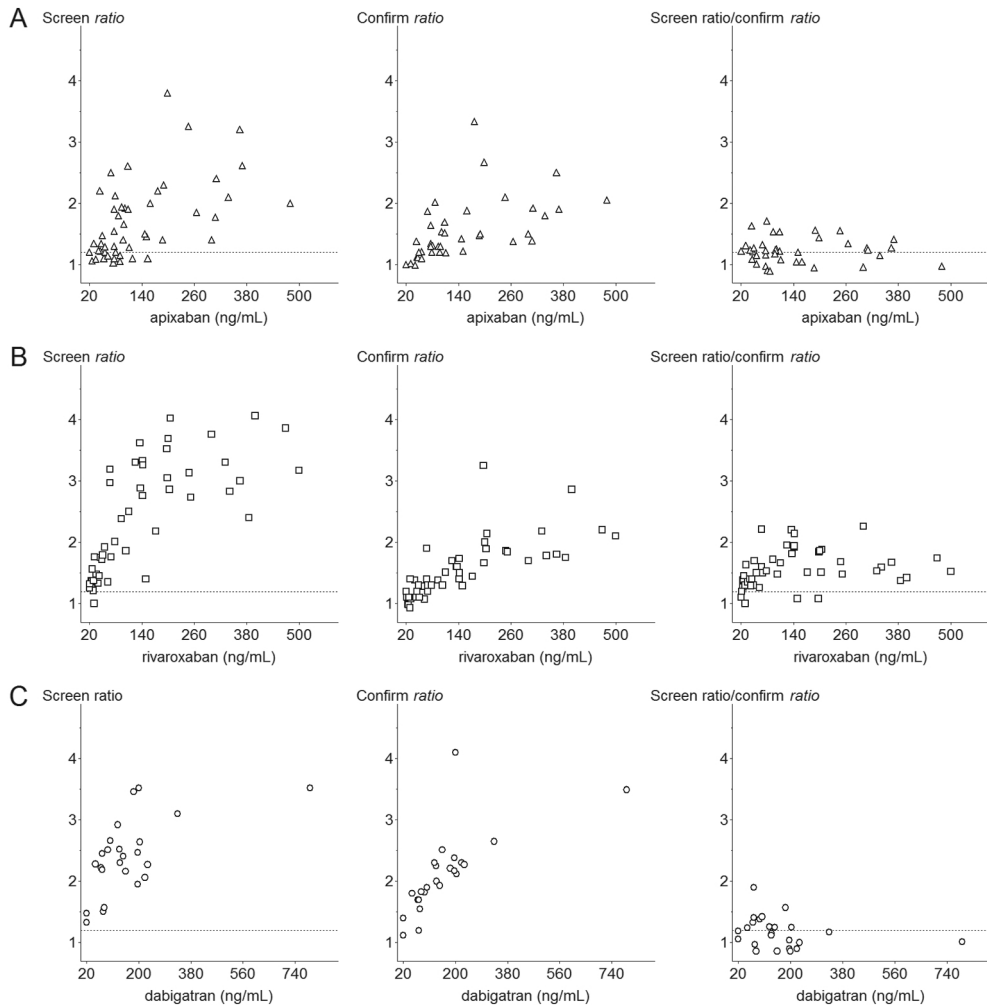 A
Screen ratio
Confirm ratio
Screen ratio/confirm ratio
4
3
2
1
20 140 260 380 500
apixaban (ng/mL)
4
3
2
1
20 140 260 380 500
apixaban (ng/mL)
4
3
2
1
20 140 260 380 500
apixaban (ng/mL)
B
Screen ratio
Confirm ratio
Screen ratio/confirm ratio
4
3
2
1
20 140 260 380 500
rivaroxaban (ng/mL)
4
3
2
1
20 140 260 380 500
rivaroxaban (ng/mL)
4
3
2
1
20 140 260 380 500
rivaroxaban (ng/mL)
C
Screen ratio
Confirm ratio
Screen ratio/confirm ratio
4
3
2
1
20 200 380 560 740
dabigatran (ng/mL)
4
3
2
1
20 200 380 560 740
dabigatran (ng/mL)
4
3
2
1
20 200 380 560 740
dabigatran (ng/mL)